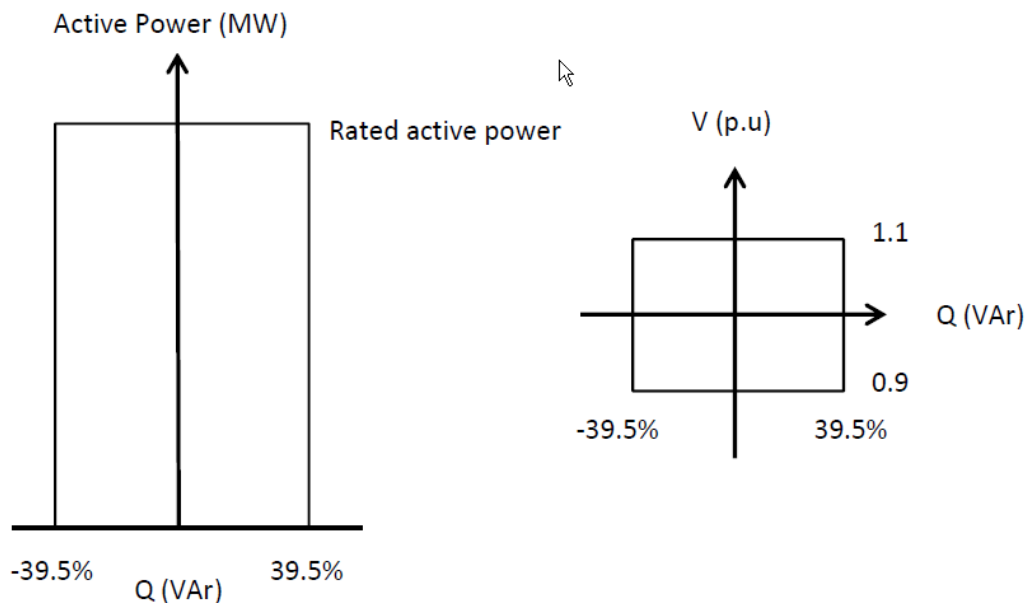 Active Power (MW)
Rated active power
-39.5%
39.5%
Q (VAr)
V (p.u)
1.1
Q (VAr)
0.9
-39.5%
39.5%